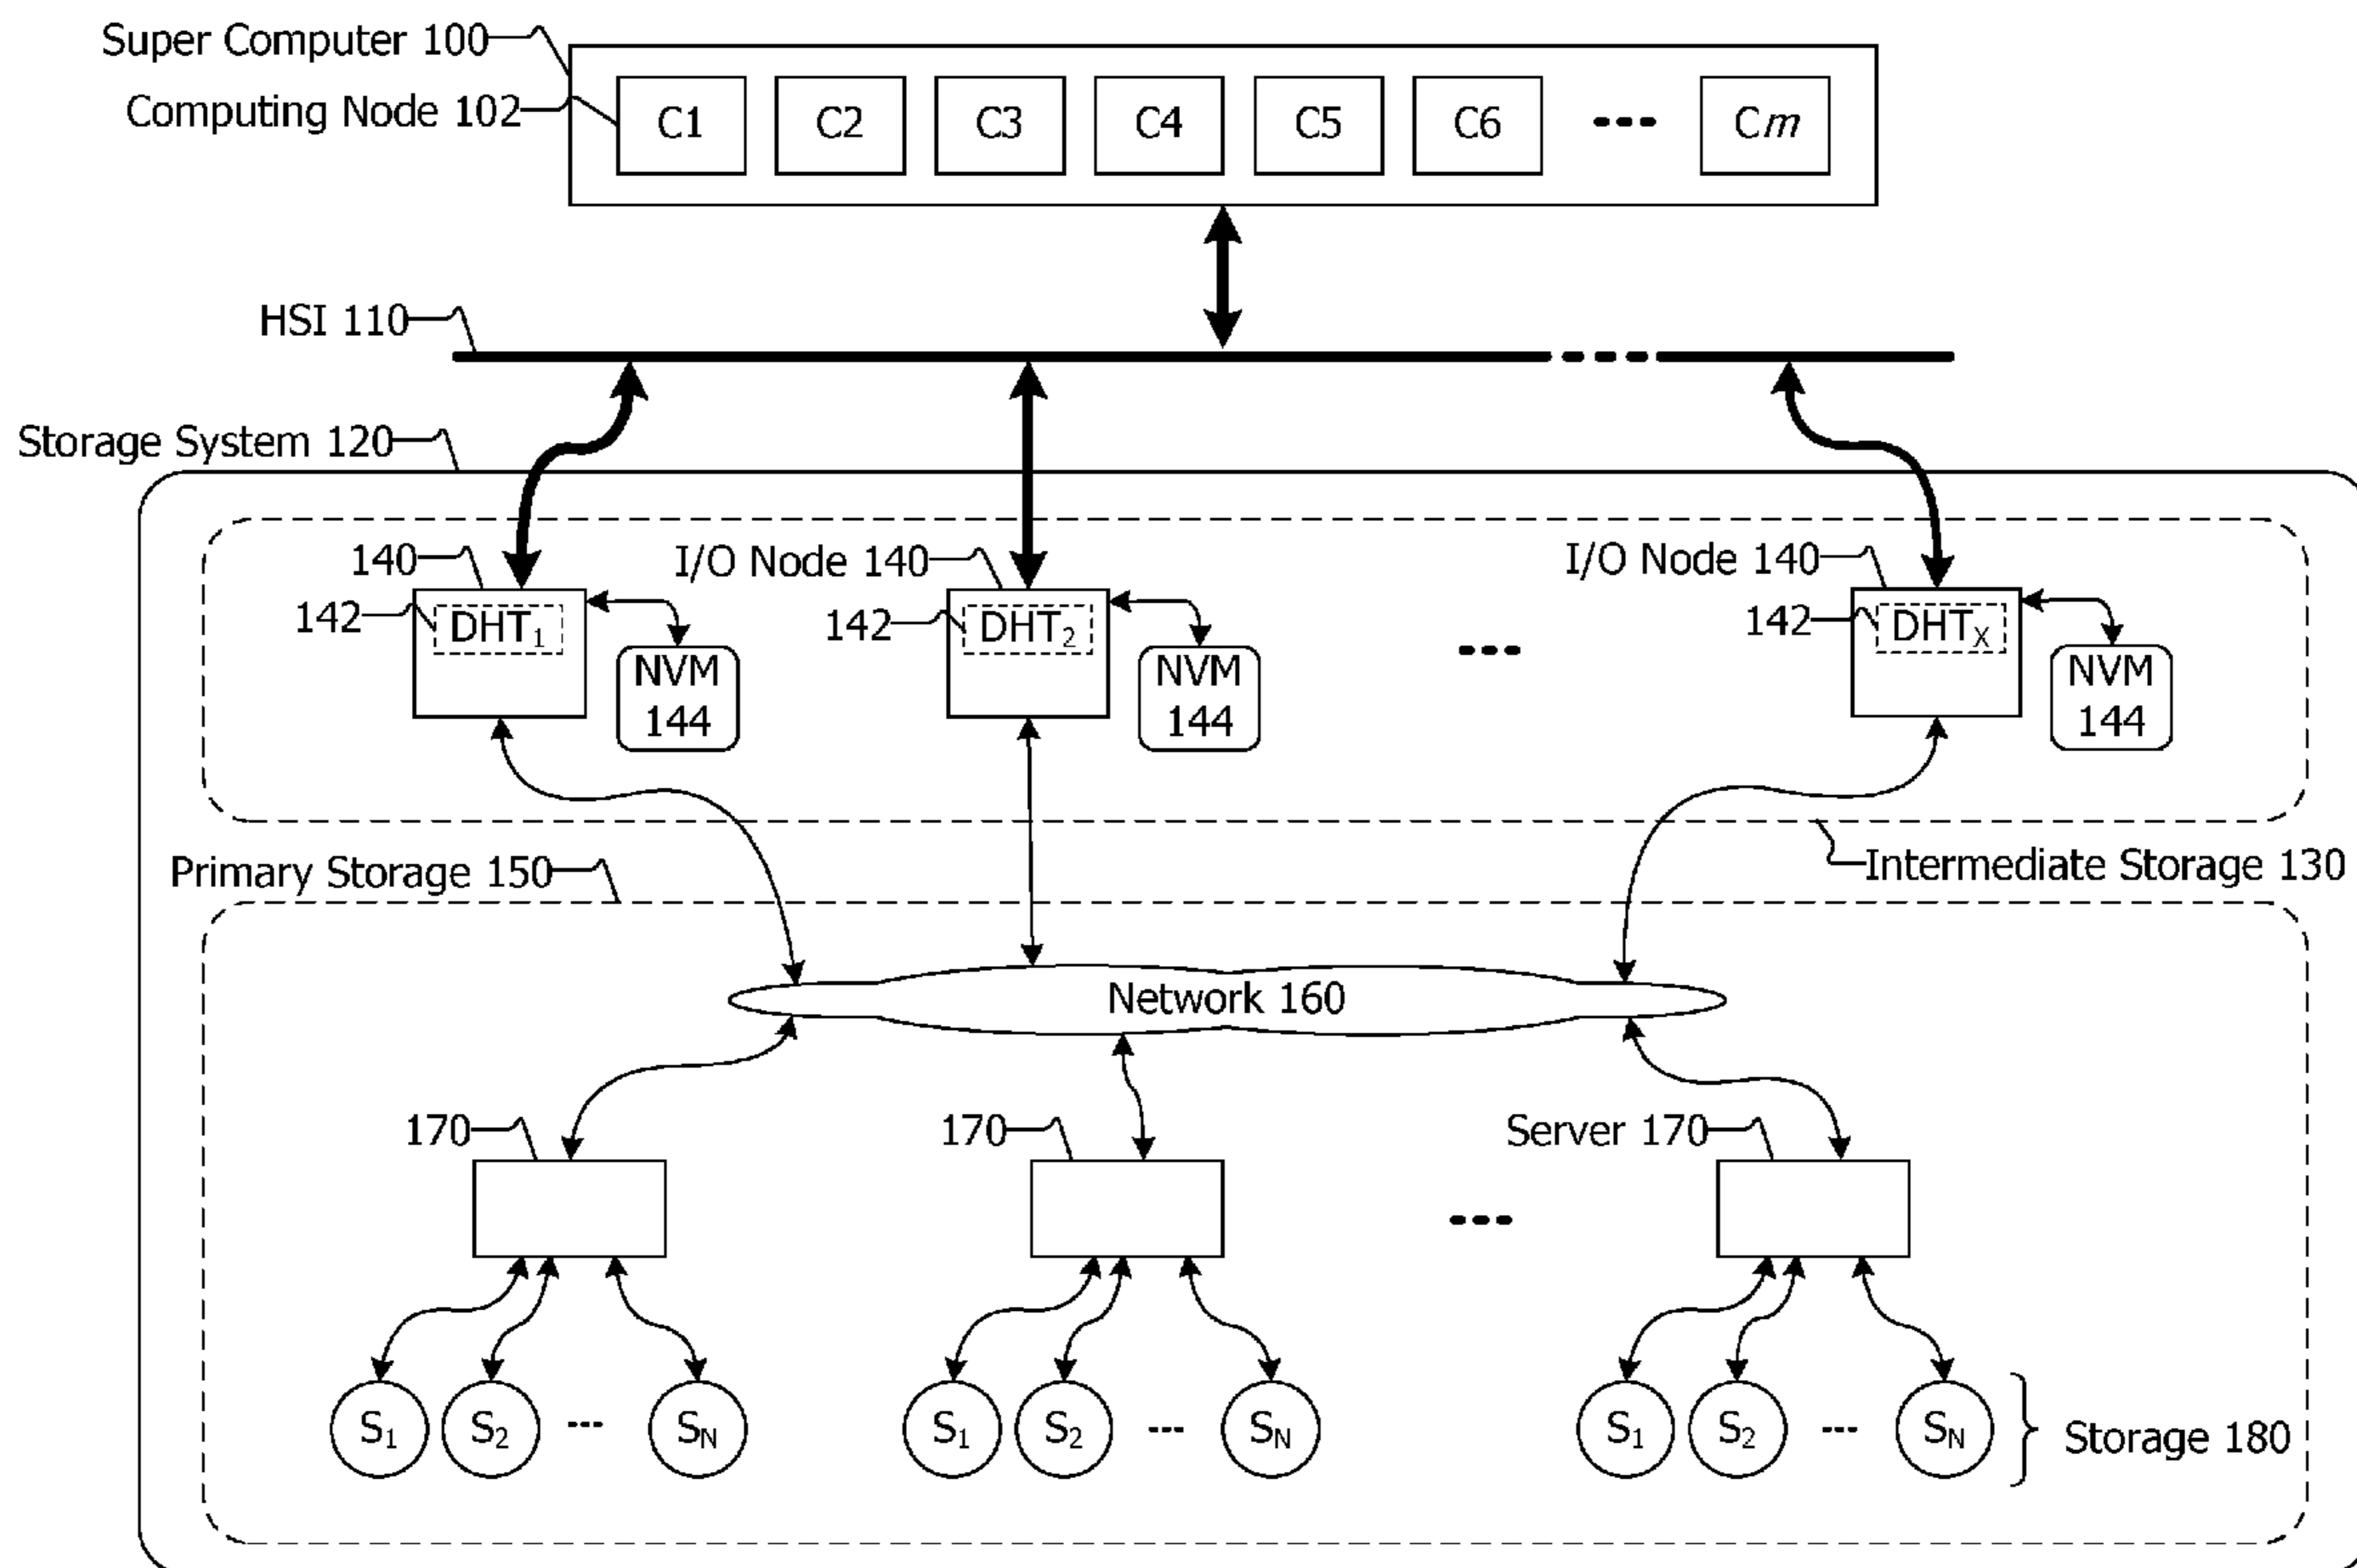 Super Computer 100
Computing Node 102
C1 C2 C3 C4 C5 C6 --- Cm
HSI 110
Storage System 120
140 I/O Node 140 I/O Node 140
142 DHT1 142 DHT2 142 DHTX
NVM 144 NVM 144 NVM 144
Intermediate Storage 130
Primary Storage 150
Network 160
170 170 Server 170
S1 S2 --- SN S1 S2 --- SN S1 S2 --- SN
Storage 180